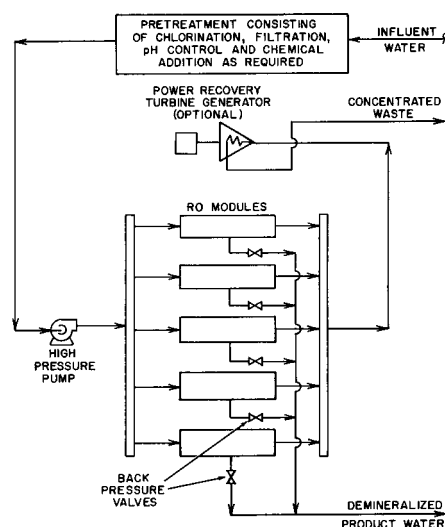 PRETREATMENT CONSISTING
OF CHLORINATION, FILTRATION,
pH CONTROL AND CHEMICAL
ADDITION AS REQUIRED
INFLUENT
WATER
POWER RECOVERY
TURBINE GENERATOR
(OPTIONAL)
CONCENTRATED
WASTE
RO MODULES
HIGH
PRESSURE
PUMP
BACK
PRESSURE
VALVES
DEMINERALIZED
PRODUCT WATER